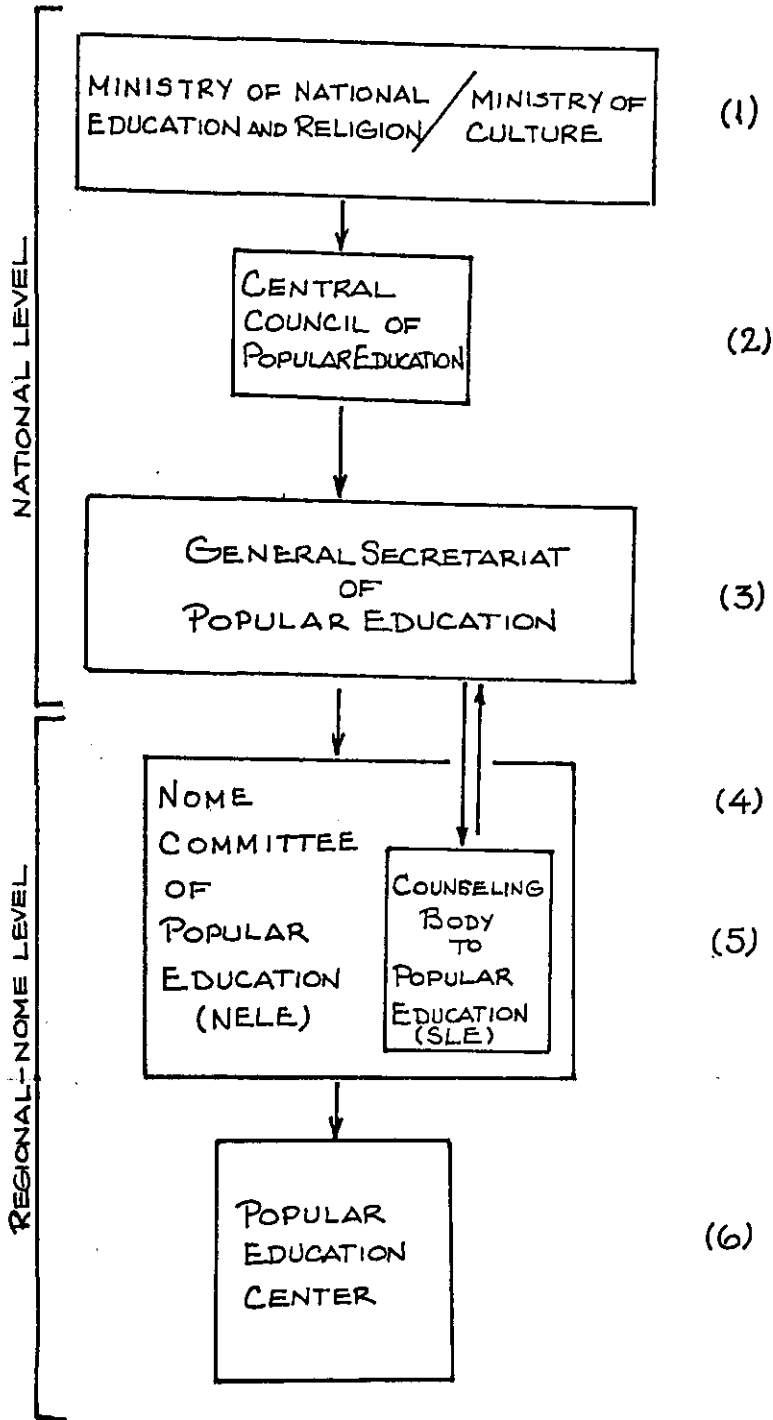 NATIONAL LEVEL
MINISTRY OF NATIONAL / MINISTRY OF
EDUCATION AND RELIGION / CULTURE
(1)
CENTRAL
COUNCIL OF
POPULAR EDUCATION
(2)
GENERAL SECRETARIAT
OF
POPULAR EDUCATION
(3)
REGIONAL-NOME LEVEL
NOME
COMMITTEE
OF
POPULAR
EDUCATION
(NELE)
(4)
COUNSELING
BODY
TO
POPULAR
EDUCATION
(SLE)
(5)
POPULAR
EDUCATION
CENTER
(6)